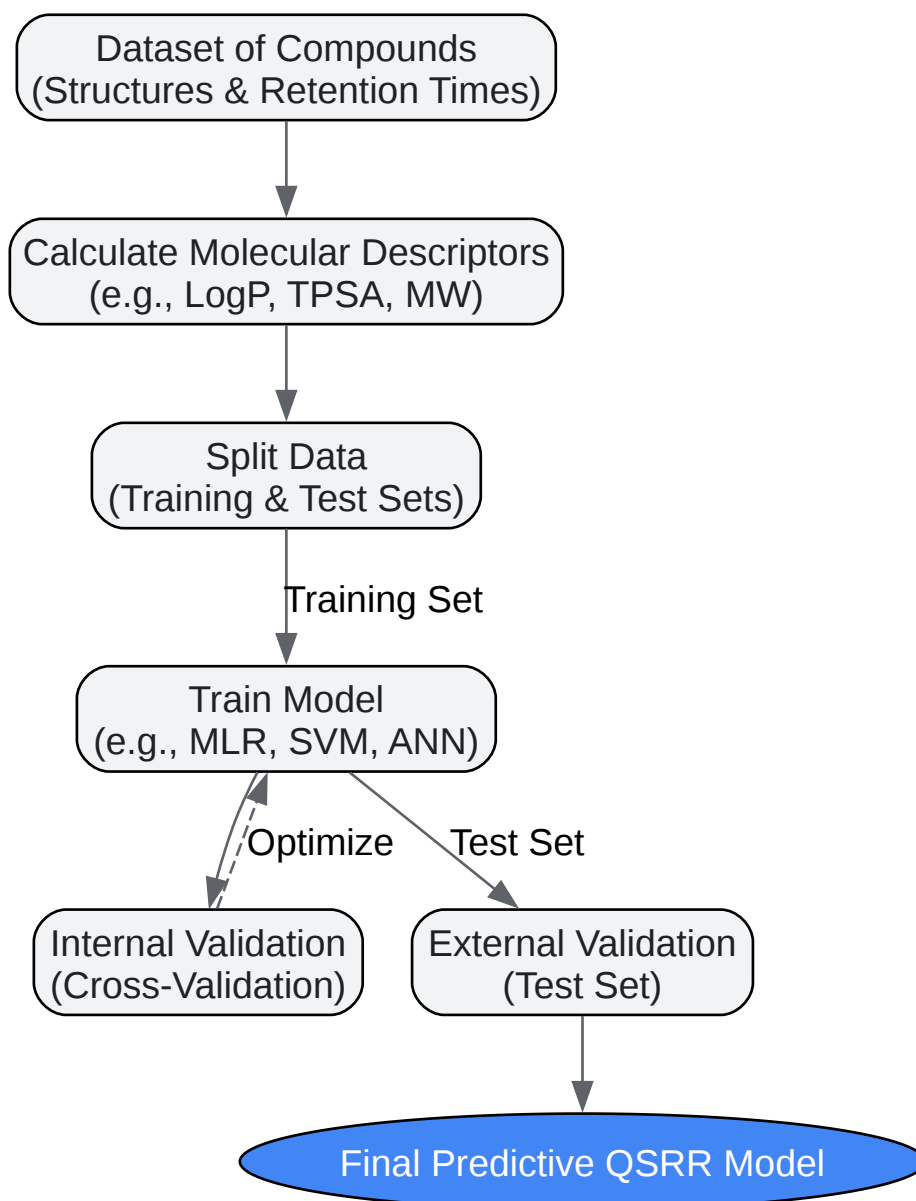 Dataset of Compounds
(Structures & Retention Times)
Calculate Molecular Descriptors
(e.g., LogP, TPSA, MW)
Split Data
(Training & Test Sets)
Training Set
Train Model
(e.g., MLR, SVM, ANN)
Optimize
Test Set
Internal Validation
(Cross-Validation)
External Validation
(Test Set)
Final Predictive QSRR Model